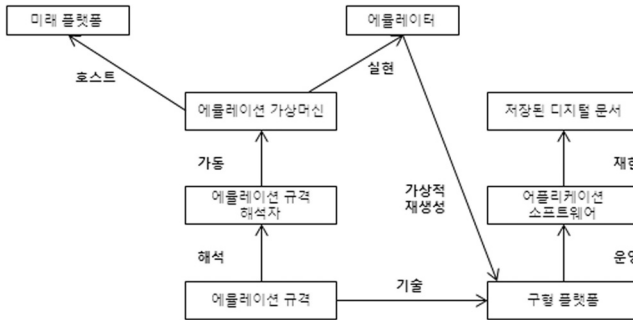 미래 플랫폼
에뮬레이터
호스트
실현
에뮬레이션 가상머신
저장된 디지털 문서
가동
가상적
재생성
재현
에뮬레이션 규격
해석자
어플리케이션
소프트웨어
해석
기술
운영
에뮬레이션 규격
구형 플랫폼